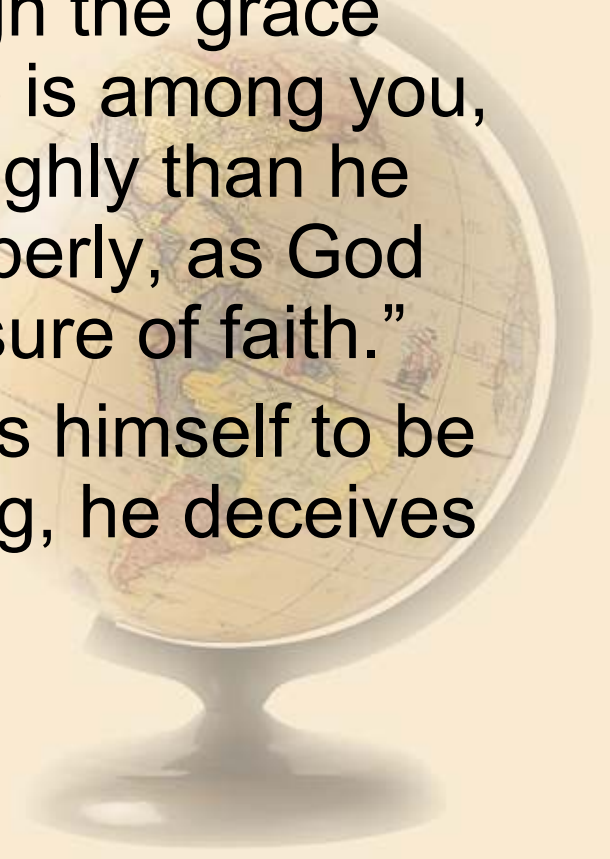 gh the grace
is among you,
ghly than he
berly, as God
sure of faith.”
s himself to be
g, he deceives